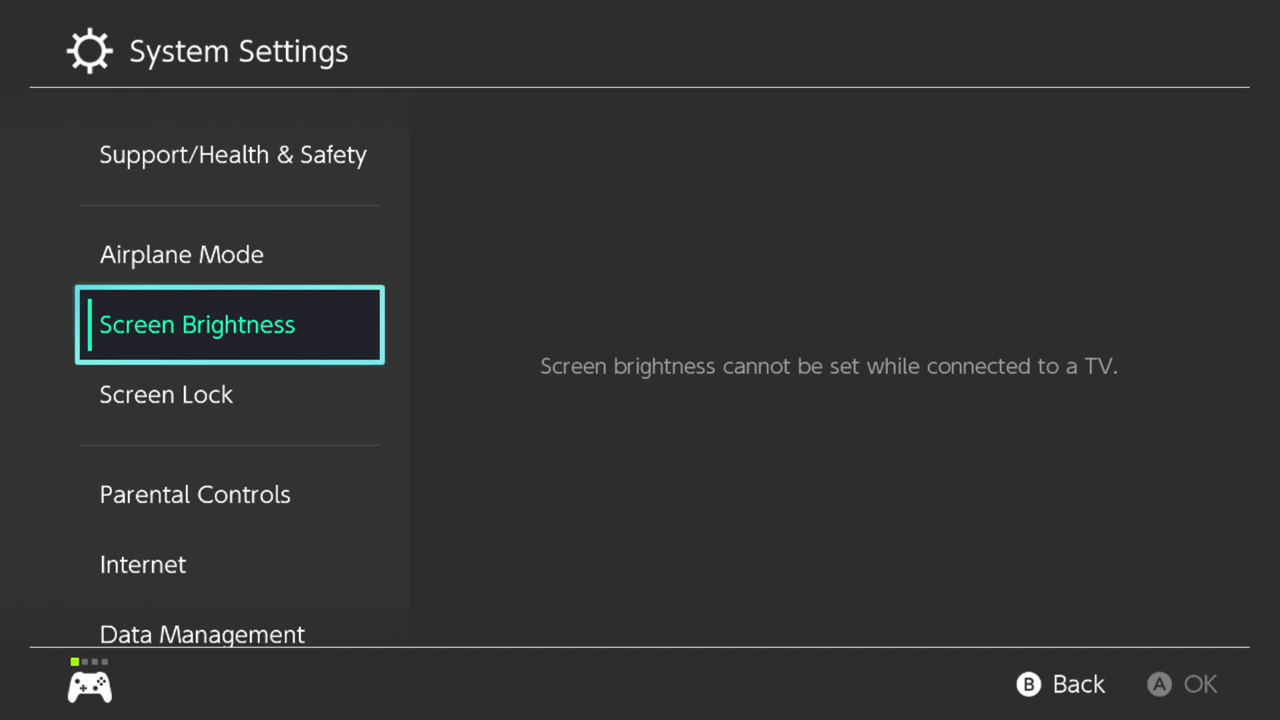 System Settings
Support/Health & Safety
Airplane Mode
Screen Brightness
Screen Lock
Parental Controls
Internet
Data Management
Screen brightness cannot be set while connected to a TV.
B Back A OK